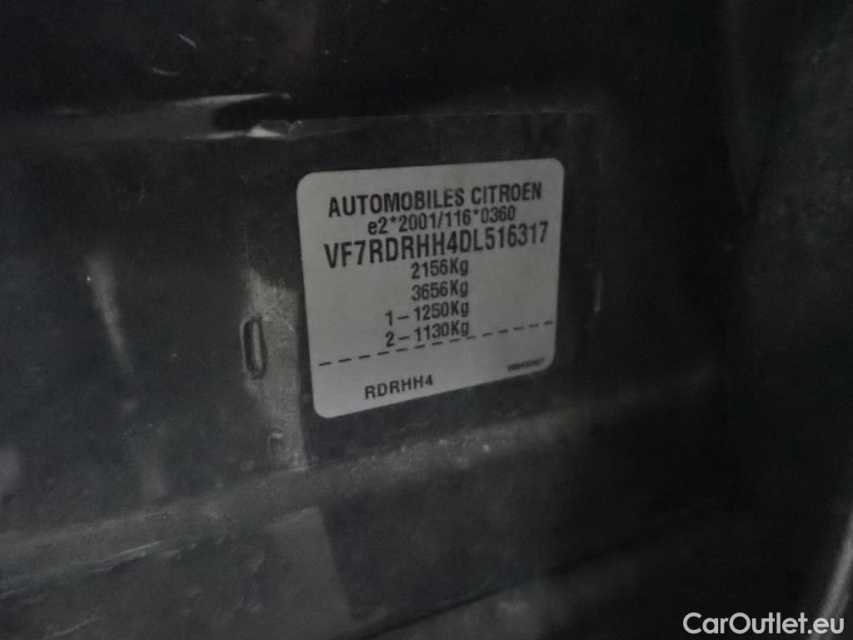 AUTOMOBILES CITROEN
e2*2001/116*0360
VF7RDRHH4DL516317
2156Kg
3656Kg
1-1250Kg
2-1130Kg
RDRHH4
CarOutlet.eu